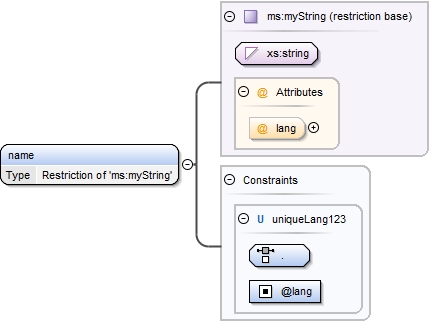 ms:myString (restriction base)
xs:string
@ Attributes
@ lang
name
Type Restriction of 'ms:myString'
Constraints
U uniqueLang123
.
@lang